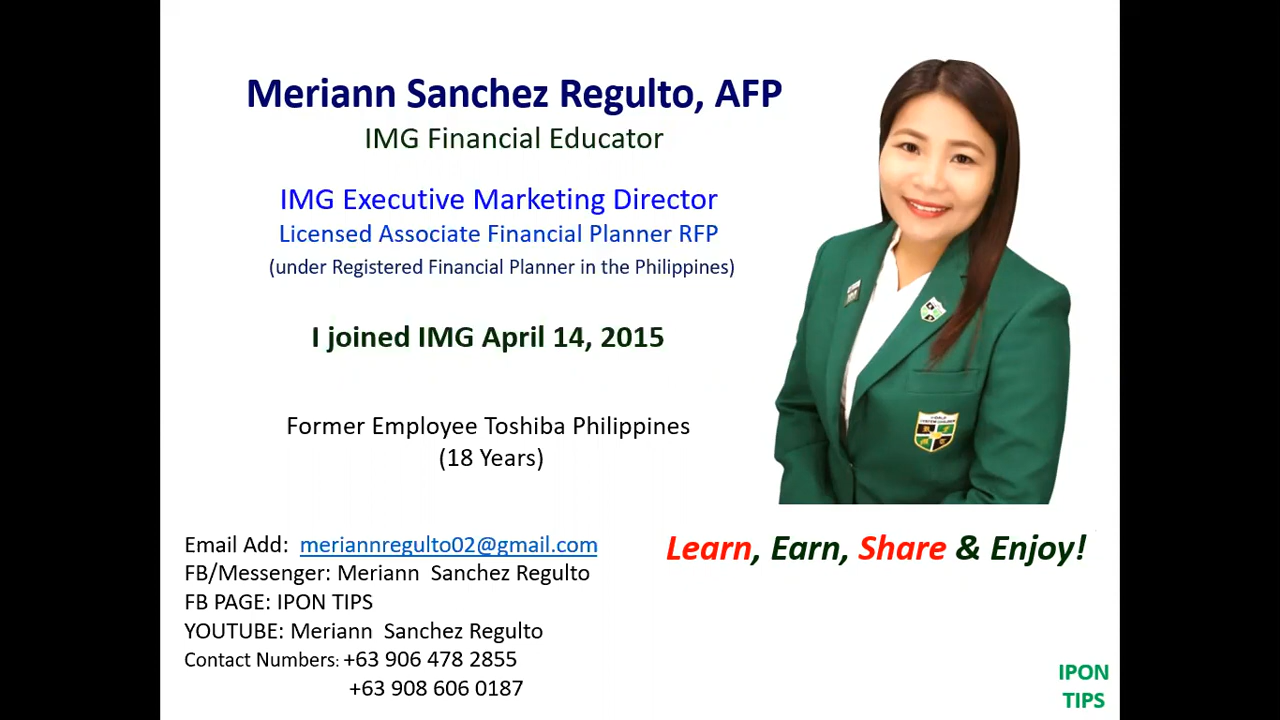 Meriann Sanchez Regulto, AFP
IMG Financial Educator
IMG Executive Marketing Director
Licensed Associate Financial Planner RFP
(under Registered Financial Planner in the Philippines)
I joined IMG April 14, 2015
Former Employee Toshiba Philippines
(18 Years)
Email Add: meriannregulto02@gmail.com
FB/Messenger: Meriann Sanchez Regulto
FB PAGE: IPON TIPS
YOUTUBE: Meriann Sanchez Regulto
Contact Numbers: +63 906 478 2855
+63 908 606 0187
Learn, Earn, Share & Enjoy!
IPON
TIPS